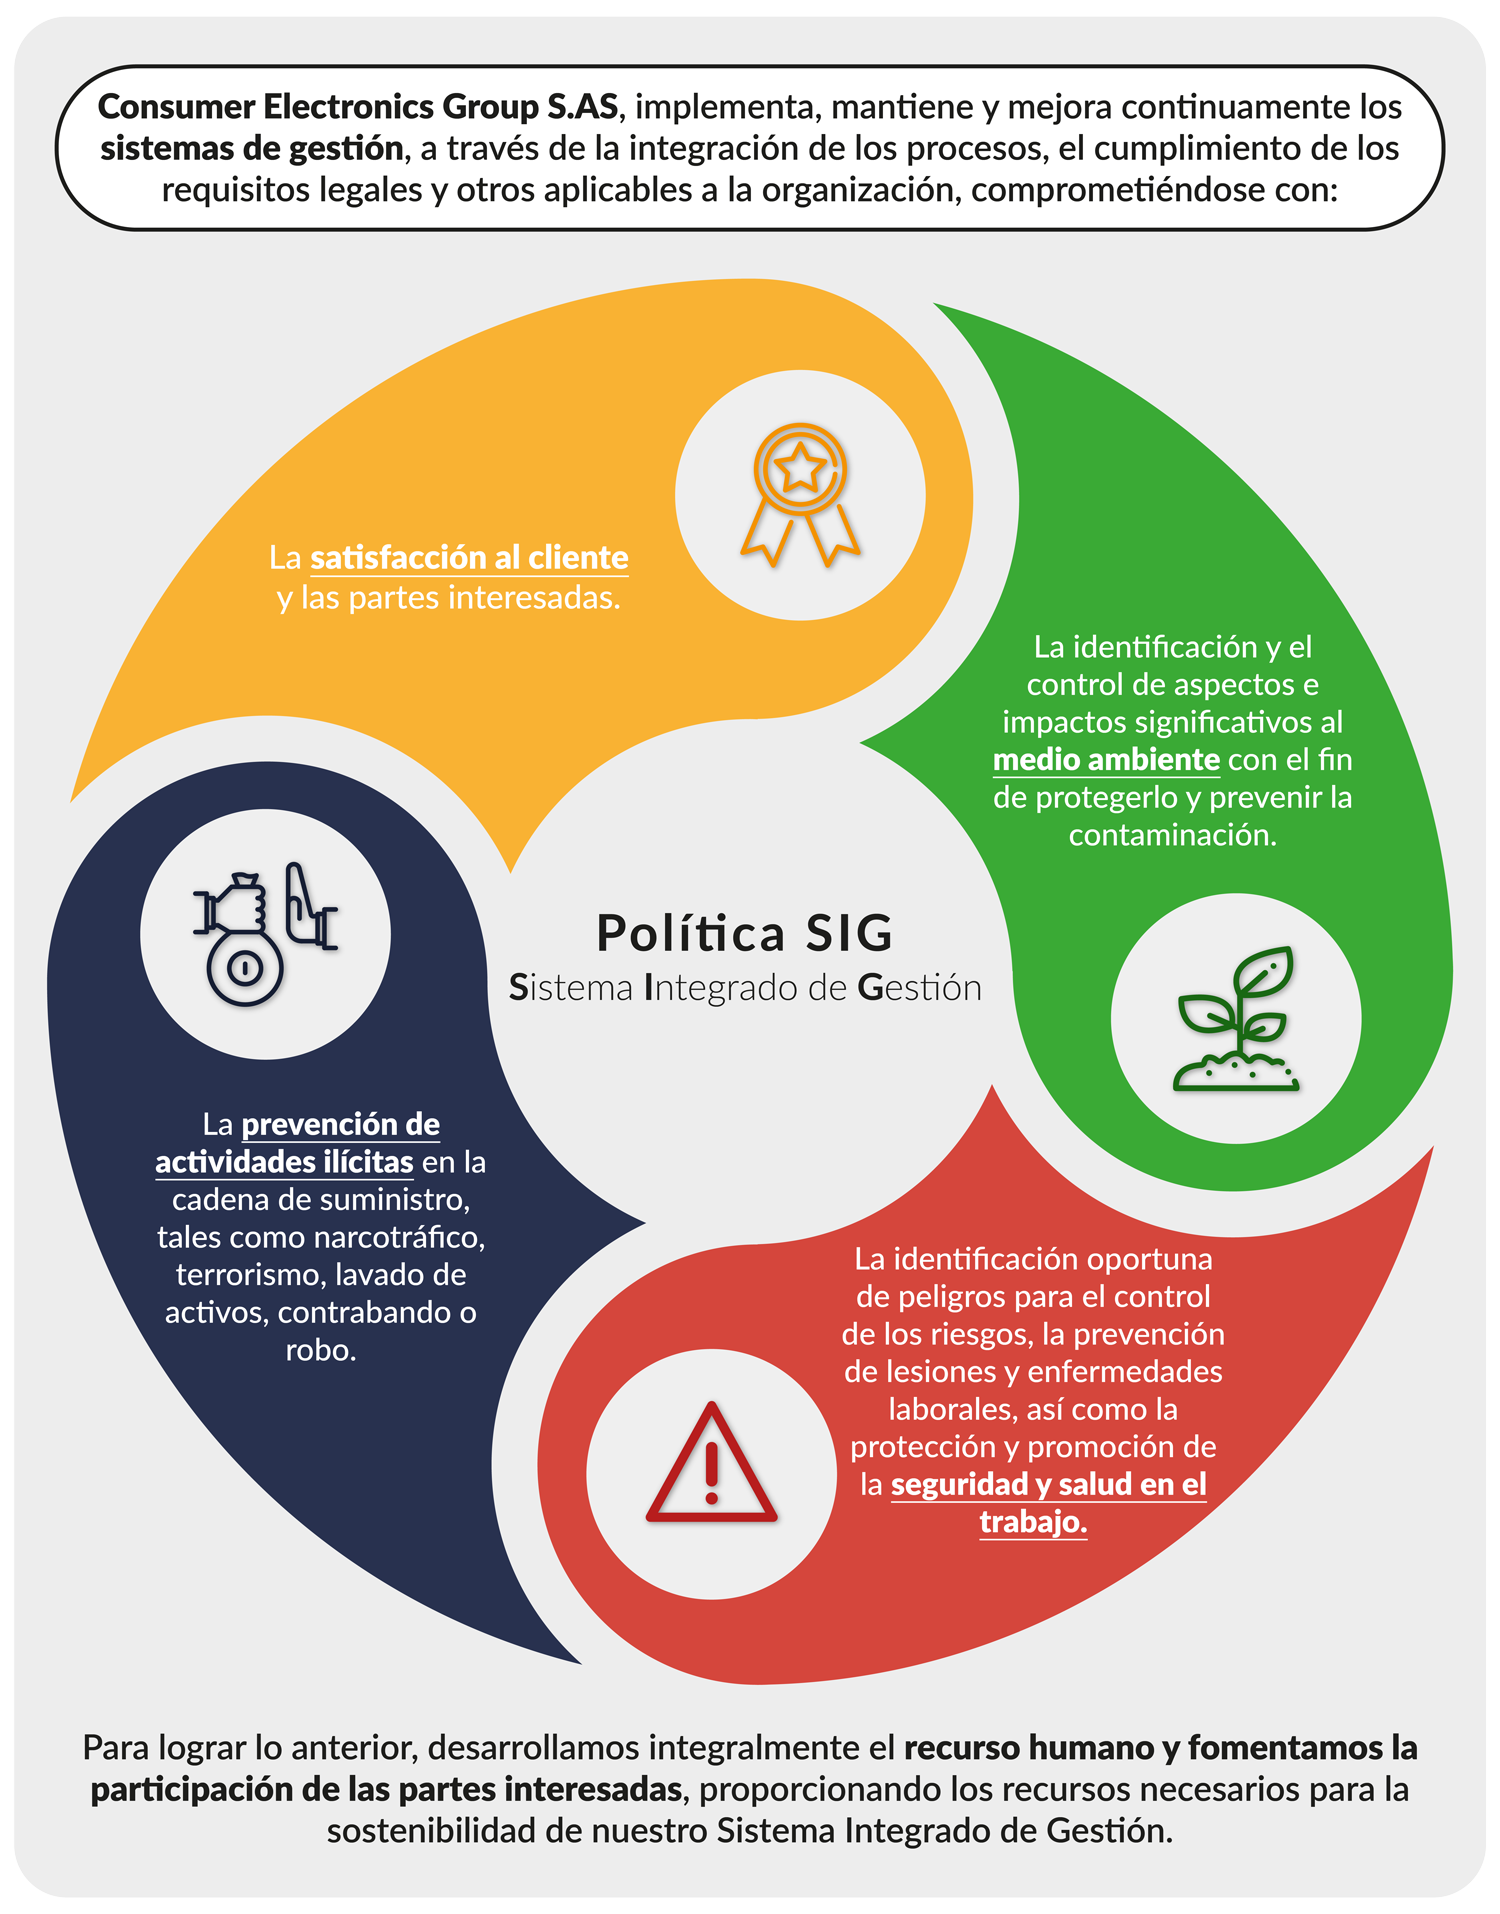 Consumer Electronics Group S.AS, implementa, mantiene y mejora continuamente los
sistemas de gestión, a través de la integración de los procesos, el cumplimiento de los
requisitos legales y otros aplicables a la organización, comprometiéndose con:
La satisfacción al cliente
y las partes interesadas.
La identificación y el
control de aspectos e
impactos significativos al
medio ambiente con el fin
de protegerlo y prevenir la
contaminación.
Política SIG
Sistema Integrado de Gestión
La prevención de
actividades ilícitas en la
cadena de suministro,
tales como narcotráfico,
terrorismo, lavado de
activos, contrabando o
robo.
La identificación oportuna
de peligros para el control
de los riesgos, la prevención
de lesiones y enfermedades
laborales, así como la
protección y promoción de
la seguridad y salud en el
trabajo.
Para lograr lo anterior, desarrollamos integralmente el recurso humano y fomentamos la
participación de las partes interesadas, proporcionando los recursos necesarios para la
sostenibilidad de nuestro Sistema Integrado de Gestión.